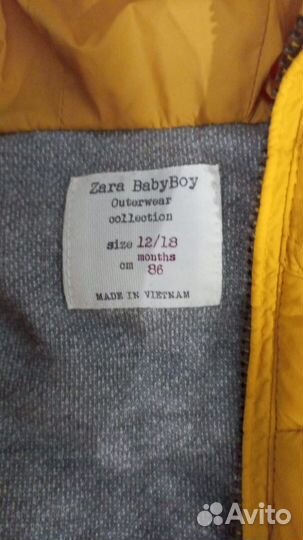 Zara BabyBoy
Outerwear
collection
size 12/18
months
cm 86
MADE IN VIETNAM
Avito